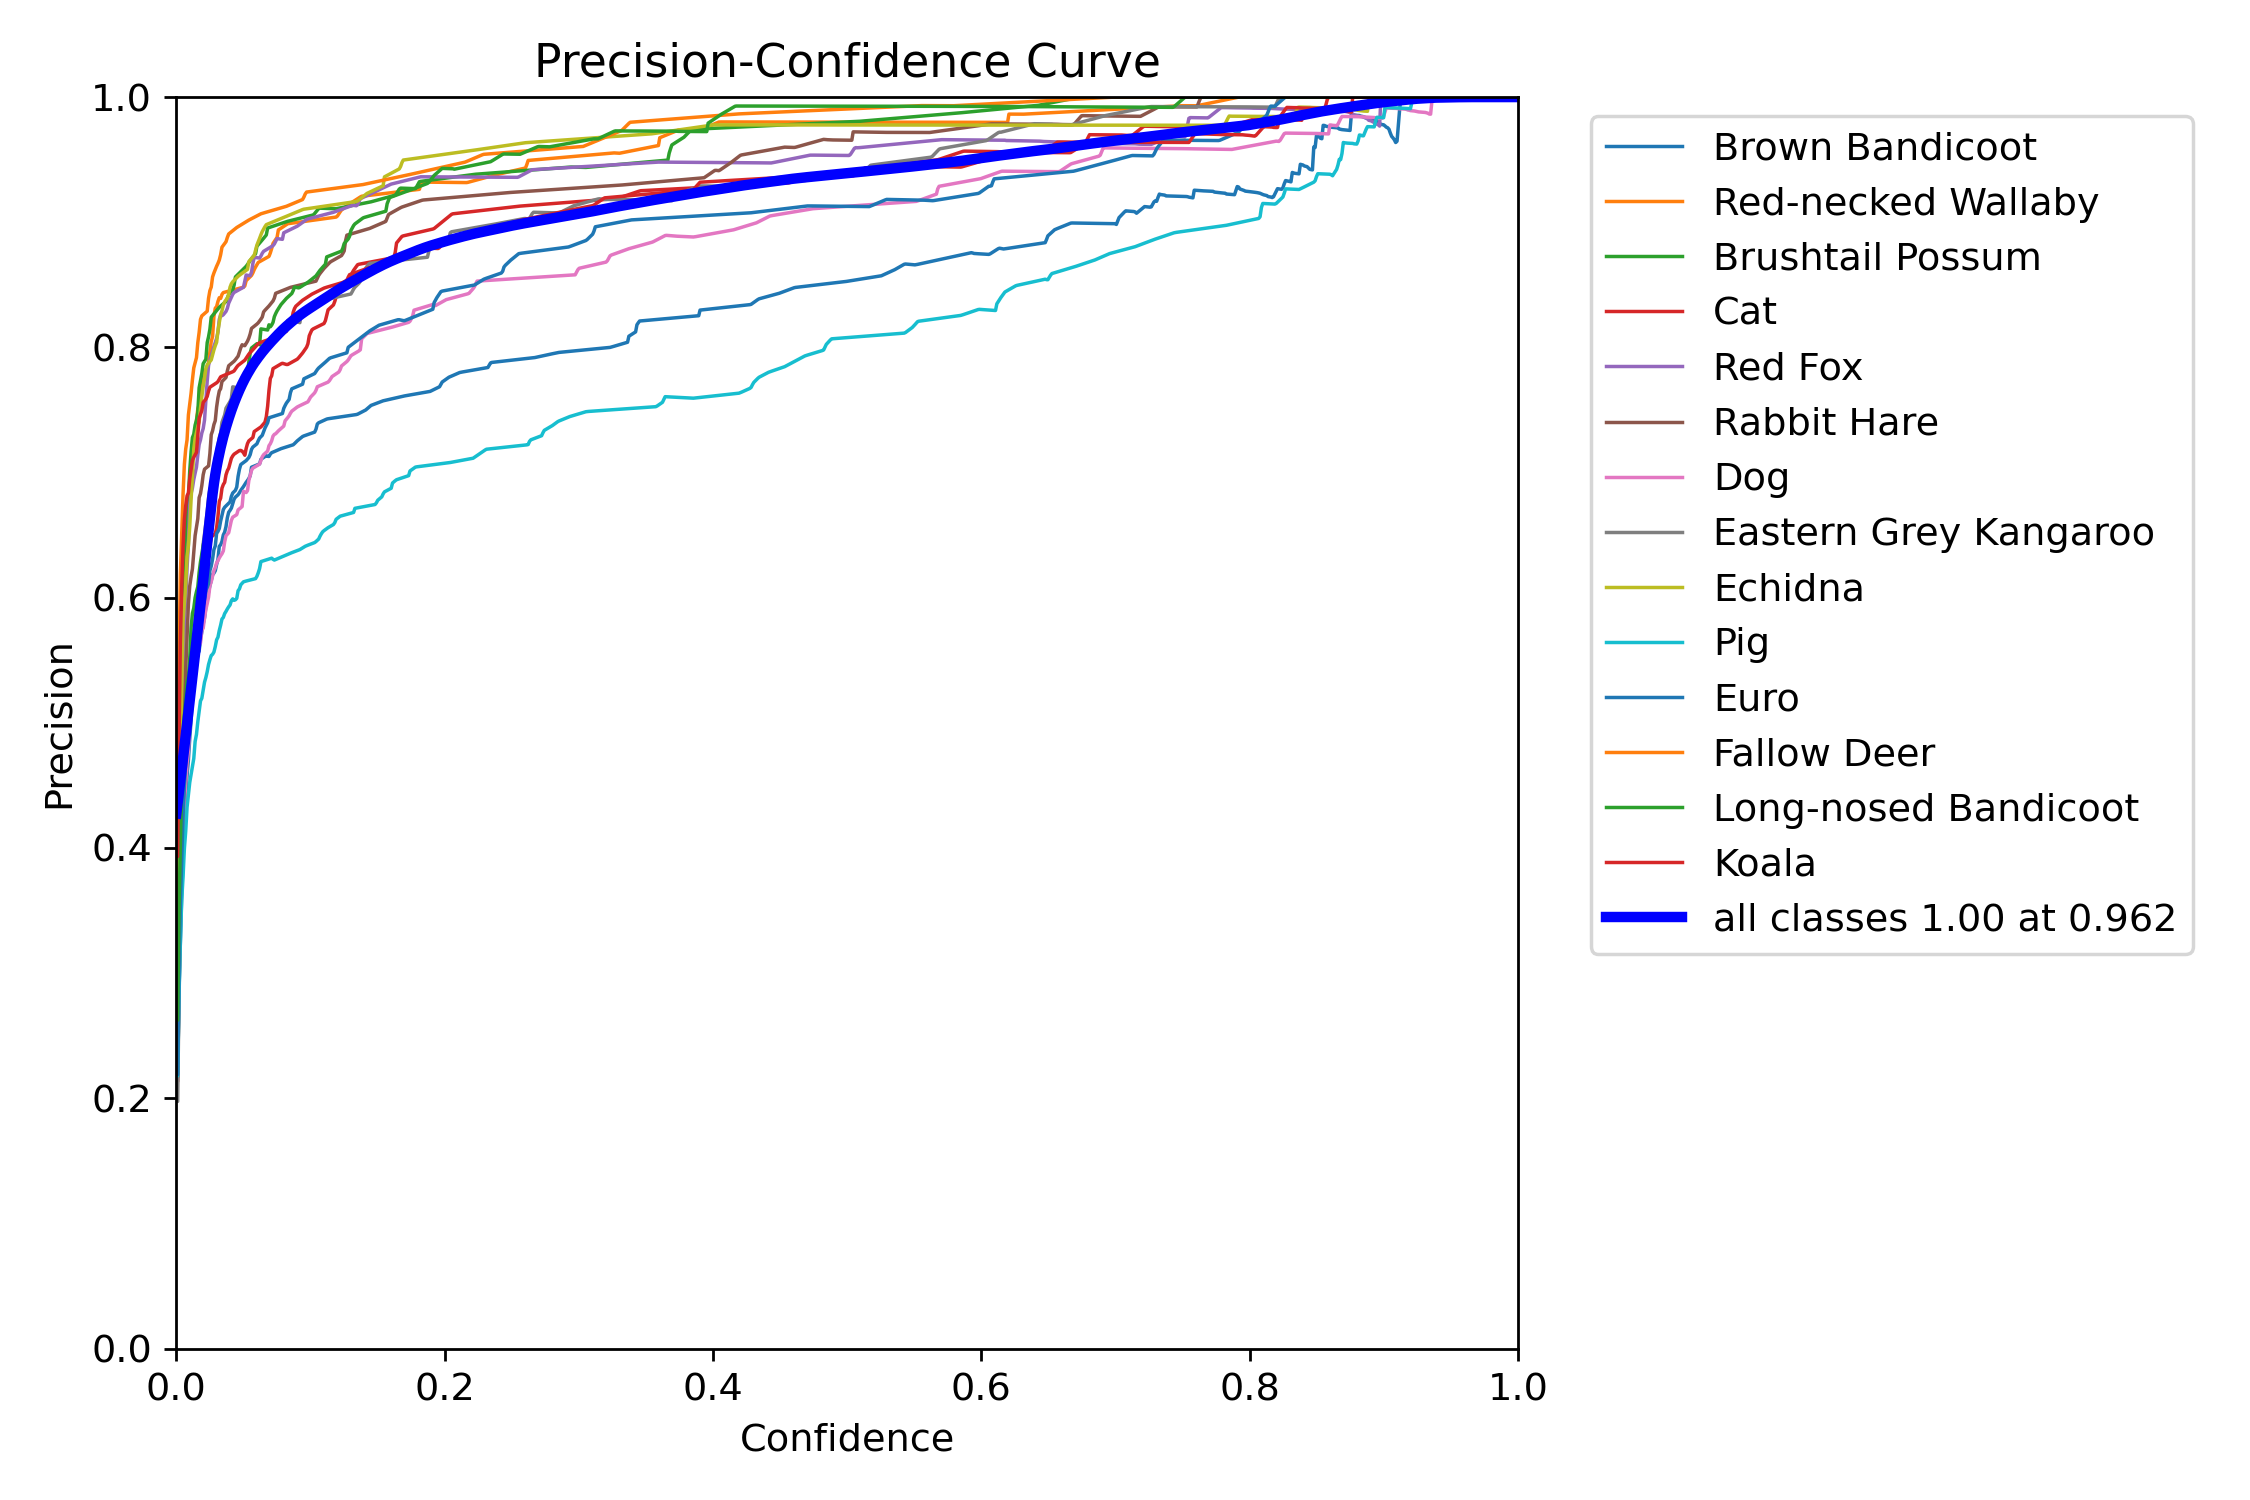 Precision-Confidence Curve
1.0
0.8
0.6
0.4
0.2
0.0
Precision
0.0 0.2 0.4 0.6 0.8 1.0
Confidence
Brown Bandicoot
Red-necked Wallaby
Brushtail Possum
Cat
Red Fox
Rabbit Hare
Dog
Eastern Grey Kangaroo
Echidna
Pig
Euro
Fallow Deer
Long-nosed Bandicoot
Koala
all classes 1.00 at 0.962